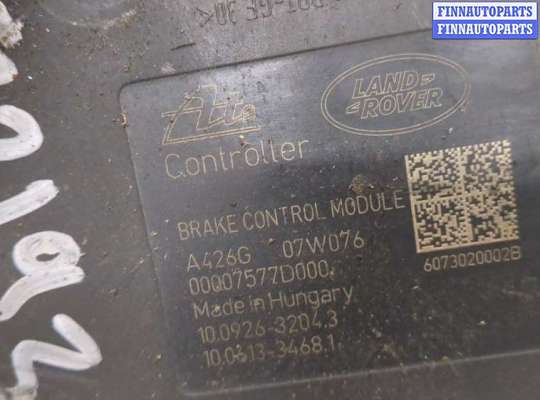 FINNAUTOPARTS
FINNAUTOPARTS
Ate
LAND
ROVER
Controller
BRAKE CONTROL MODULE
A426G 07W076
00007577D000
Made in Hungary
10.0926-3204.3
10.0613-3468.1
6073020002B